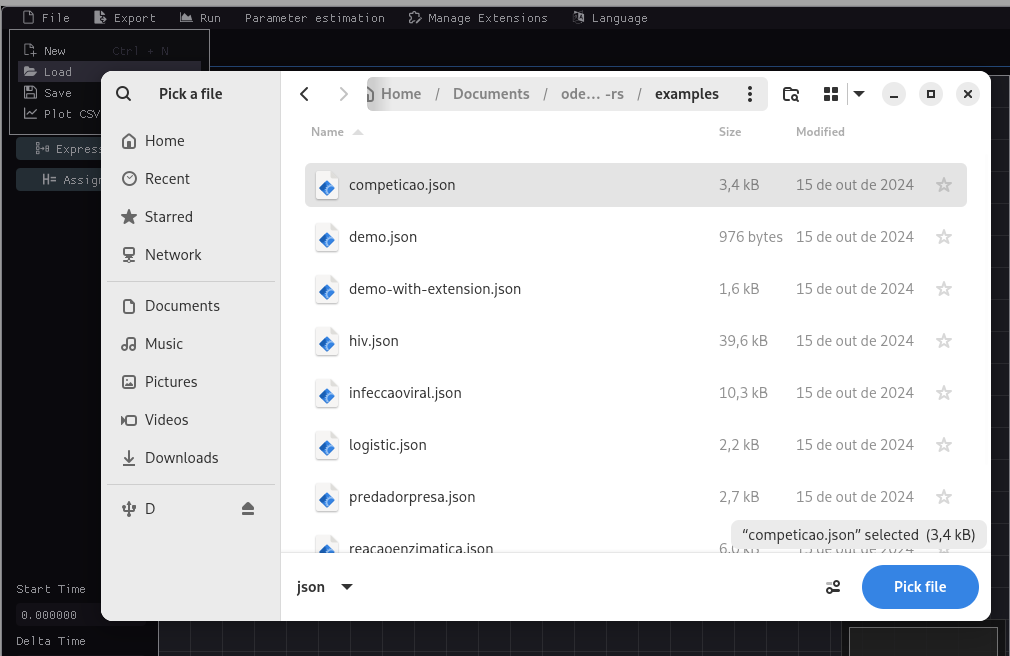 File Export Run Parameter estimation Manage Extensions Language
New Ctrl + N
Load
Save
Plot CSV
Pick a file
Home / Documents / ode… -rs / examples
Home
Recent
Starred
Network
Documents
Music
Pictures
Videos
Downloads
D
Name Size Modified
competicao.json 3,4 kB 15 de out de 2024
demo.json 976 bytes 15 de out de 2024
demo-with-extension.json 1,6 kB 15 de out de 2024
hiv.json 39,6 kB 15 de out de 2024
infeccaoviral.json 10,3 kB 15 de out de 2024
logistic.json 2,2 kB 15 de out de 2024
predadorpresa.json 2,7 kB 15 de out de 2024
reacaoenzimatica.json 6,0 kB 15 de out de 2024
“competicao.json” selected (3,4 kB)
json
Pick file
Express
H= Assign
Start Time
0.000000
Delta Time